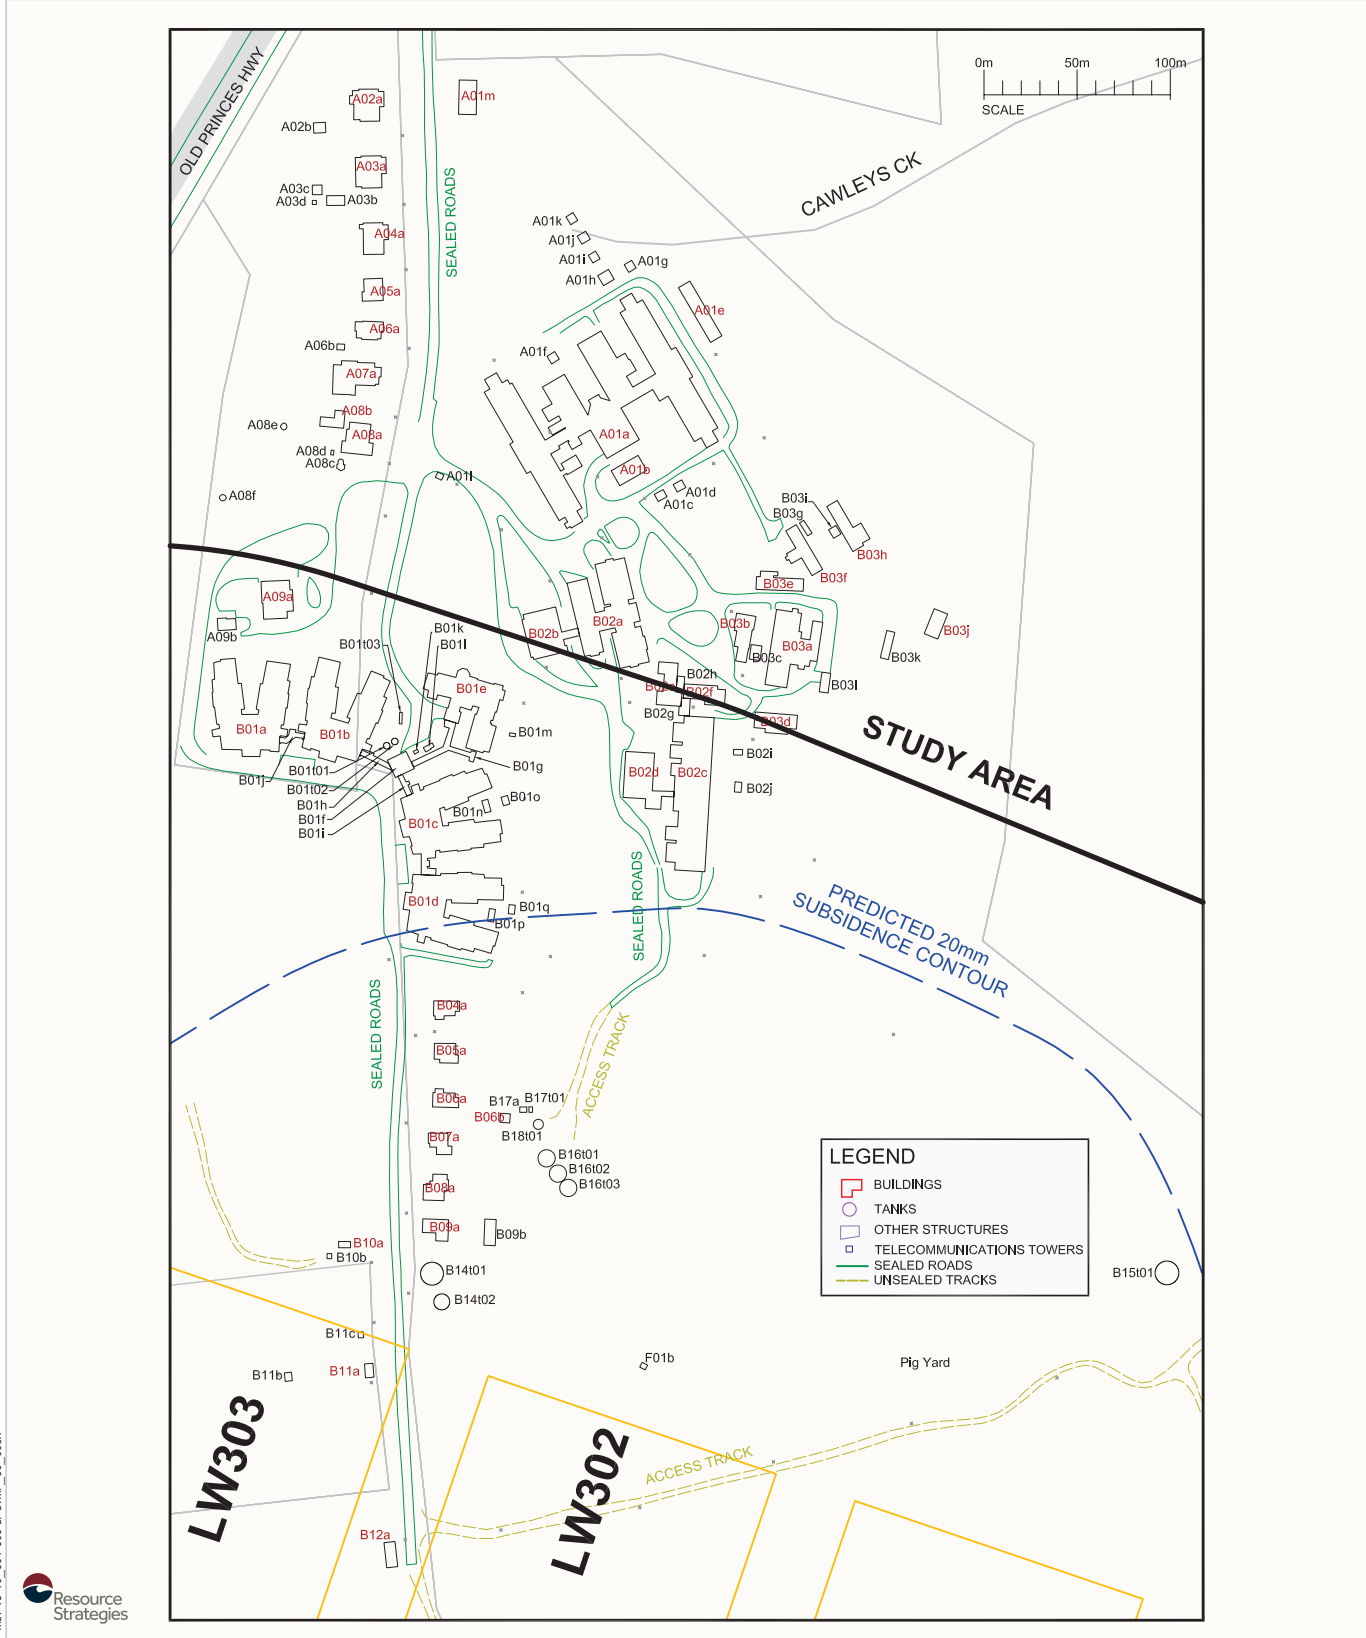 OLD PRINCES HWY
A02a
A01m
0m 50m 100m
SCALE
A02b
A03a
CAWLEYS CK
A03c
A03d
A03b
SEALED ROADS
A04a
A01k
A01j
A01i
A01h
A01g
A05a
A01e
A06a
A06b
A01f
A07a
A08b
A08e
A08a
A01a
A08d
A08c
A01b
A01l
A01d
A01c
A08f
B03i
B03g
B03h
B03f
B03e
A09a
A09b
B02a
B02b
B03b
B03a
B03c
B03j
B03k
B03l
B01k
B01l
B01t03
B01e
B02h
B02f
B02g
B03d
STUDY AREA
B01a
B01b
B01m
B02i
B01g
B02d
B02c
B02j
B01j
B01t01
B01t02
B01h
B01f
B01i
B01o
B01n
B01c
SEALED ROADS
B01d
B01q
B01p
PREDICTED 20mm
SUBSIDENCE CONTOUR
SEALED ROADS
B04a
ACCESS TRACK
B05a
B06a
B17a
B17t01
B06b
B18t01
B07a
B16t01
B16t02
B16t03
B08a
B09a
B09b
LEGEND
BUILDINGS
TANKS
OTHER STRUCTURES
TELECOMMUNICATIONS TOWERS
SEALED ROADS
UNSEALED TRACKS
B10a
B10b
B14t01
B15t01
B14t02
B11c
F01b
Pig Yard
B11b
B11a
LW303
LW302
ACCESS TRACK
B12a
Resource
Strategies